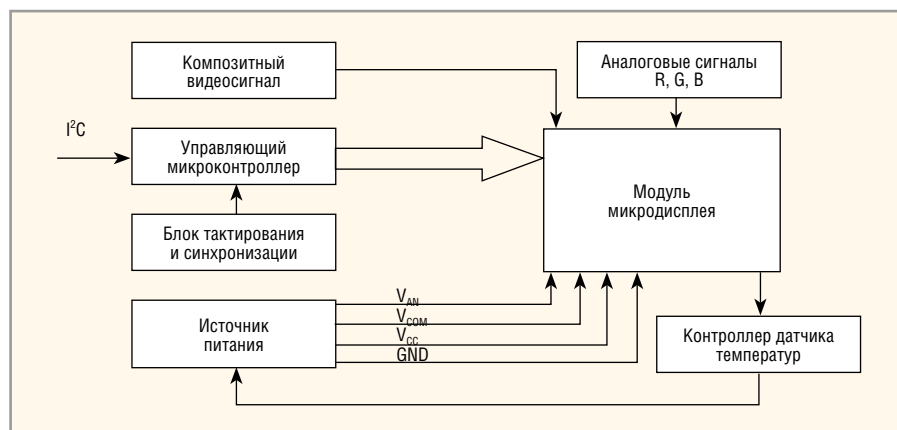 Композитный
видеосигнал
Аналоговые сигналы
R, G, B
I²C
Управляющий
микроконтроллер
Модуль
микродисплея
Блок тактирования
и синхронизации
Источник
питания
V_AN
V_COM
V_CC
GND
Контроллер датчика
температур